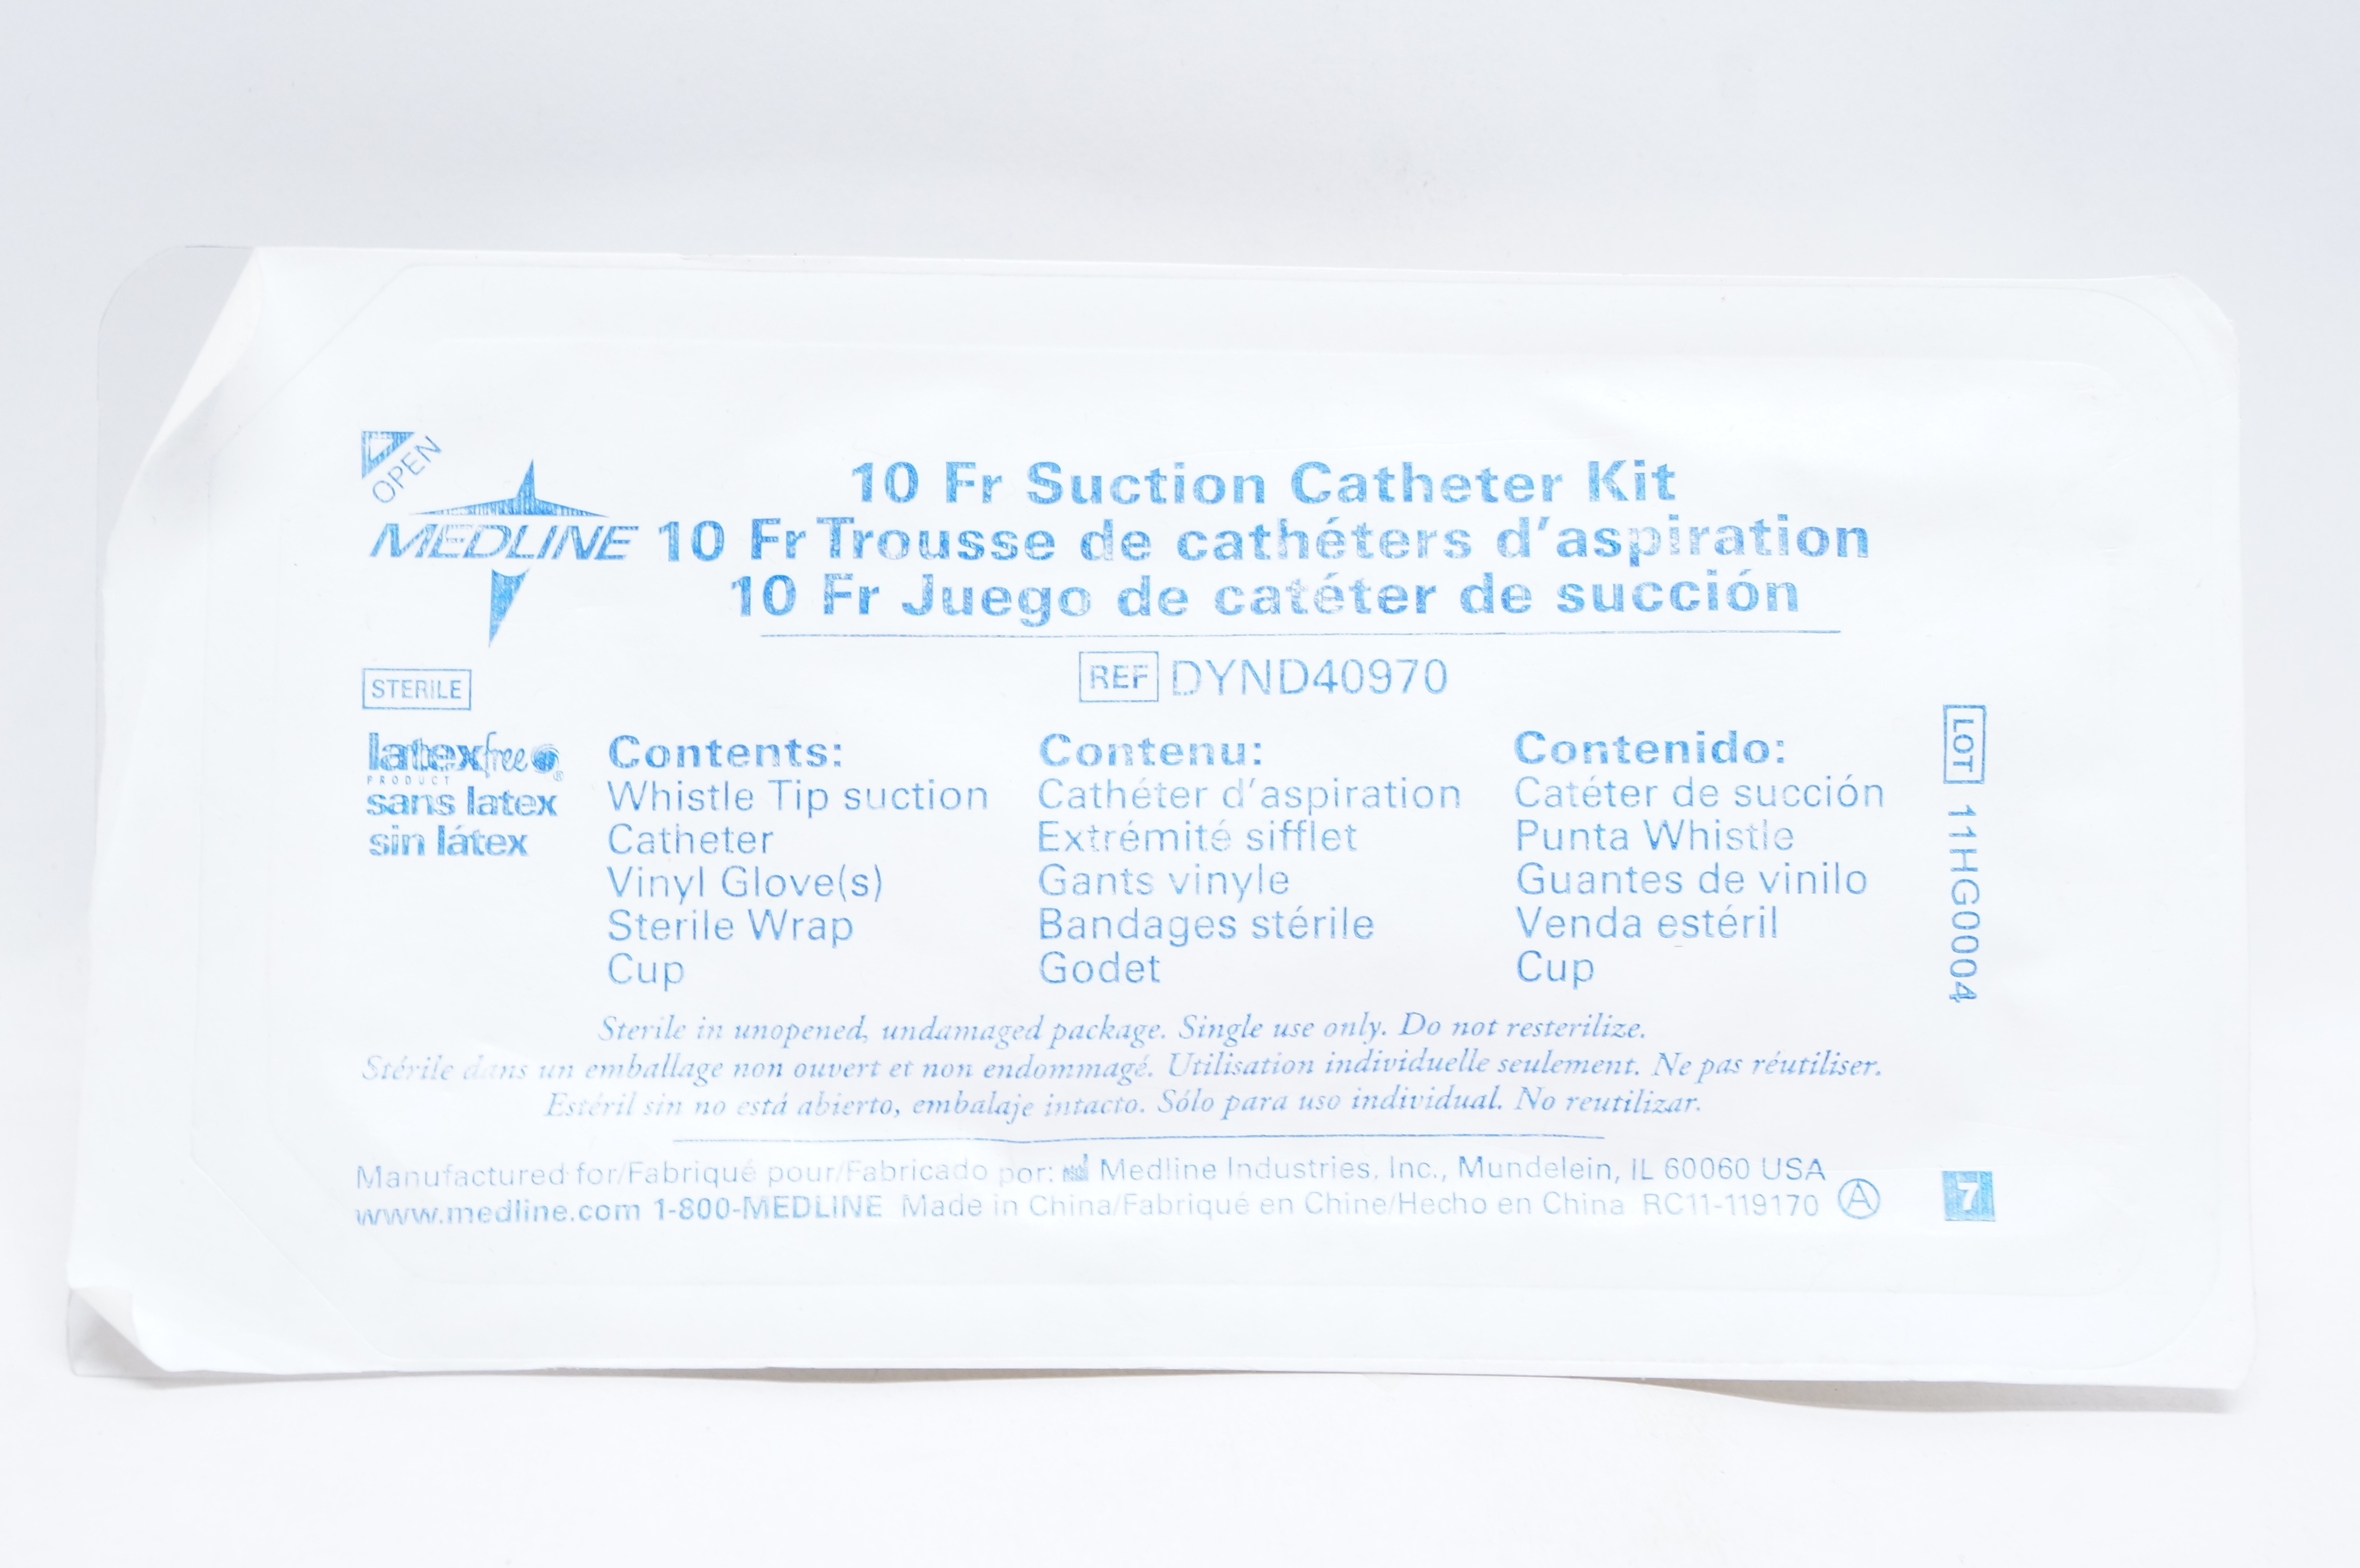 OPEN
MEDLINE
10 Fr Suction Catheter Kit
10 Fr Trousse de cathéters d'aspiration
10 Fr Juego de catéter de succión
REF DYND40970
STERILE
latexfree®
PRODUCT
sans latex
sin látex
Contents:
Whistle Tip suction
Catheter
Vinyl Glove(s)
Sterile Wrap
Cup
Contenu:
Cathéter d'aspiration
Extrémité sifflet
Gants vinyle
Bandages stérile
Godet
Contenido:
Catéter de succión
Punta Whistle
Guantes de vinilo
Venda estéril
Cup
LOT 11HG0004
Sterile in unopened, undamaged package. Single use only. Do not resterilize.
Stérile dans un emballage non ouvert et non endommagé. Utilisation individuelle seulement. Ne pas réutiliser.
Estéril sin no está abierto, embalaje intacto. Sólo para uso individual. No reutilizar.
Manufactured for/Fabriqué pour/Fabricado por: Medline Industries, Inc., Mundelein, IL 60060 USA
www.medline.com 1-800-MEDLINE Made in China/Fabriqué en Chine/Hecho en China RC11-119170 A
7